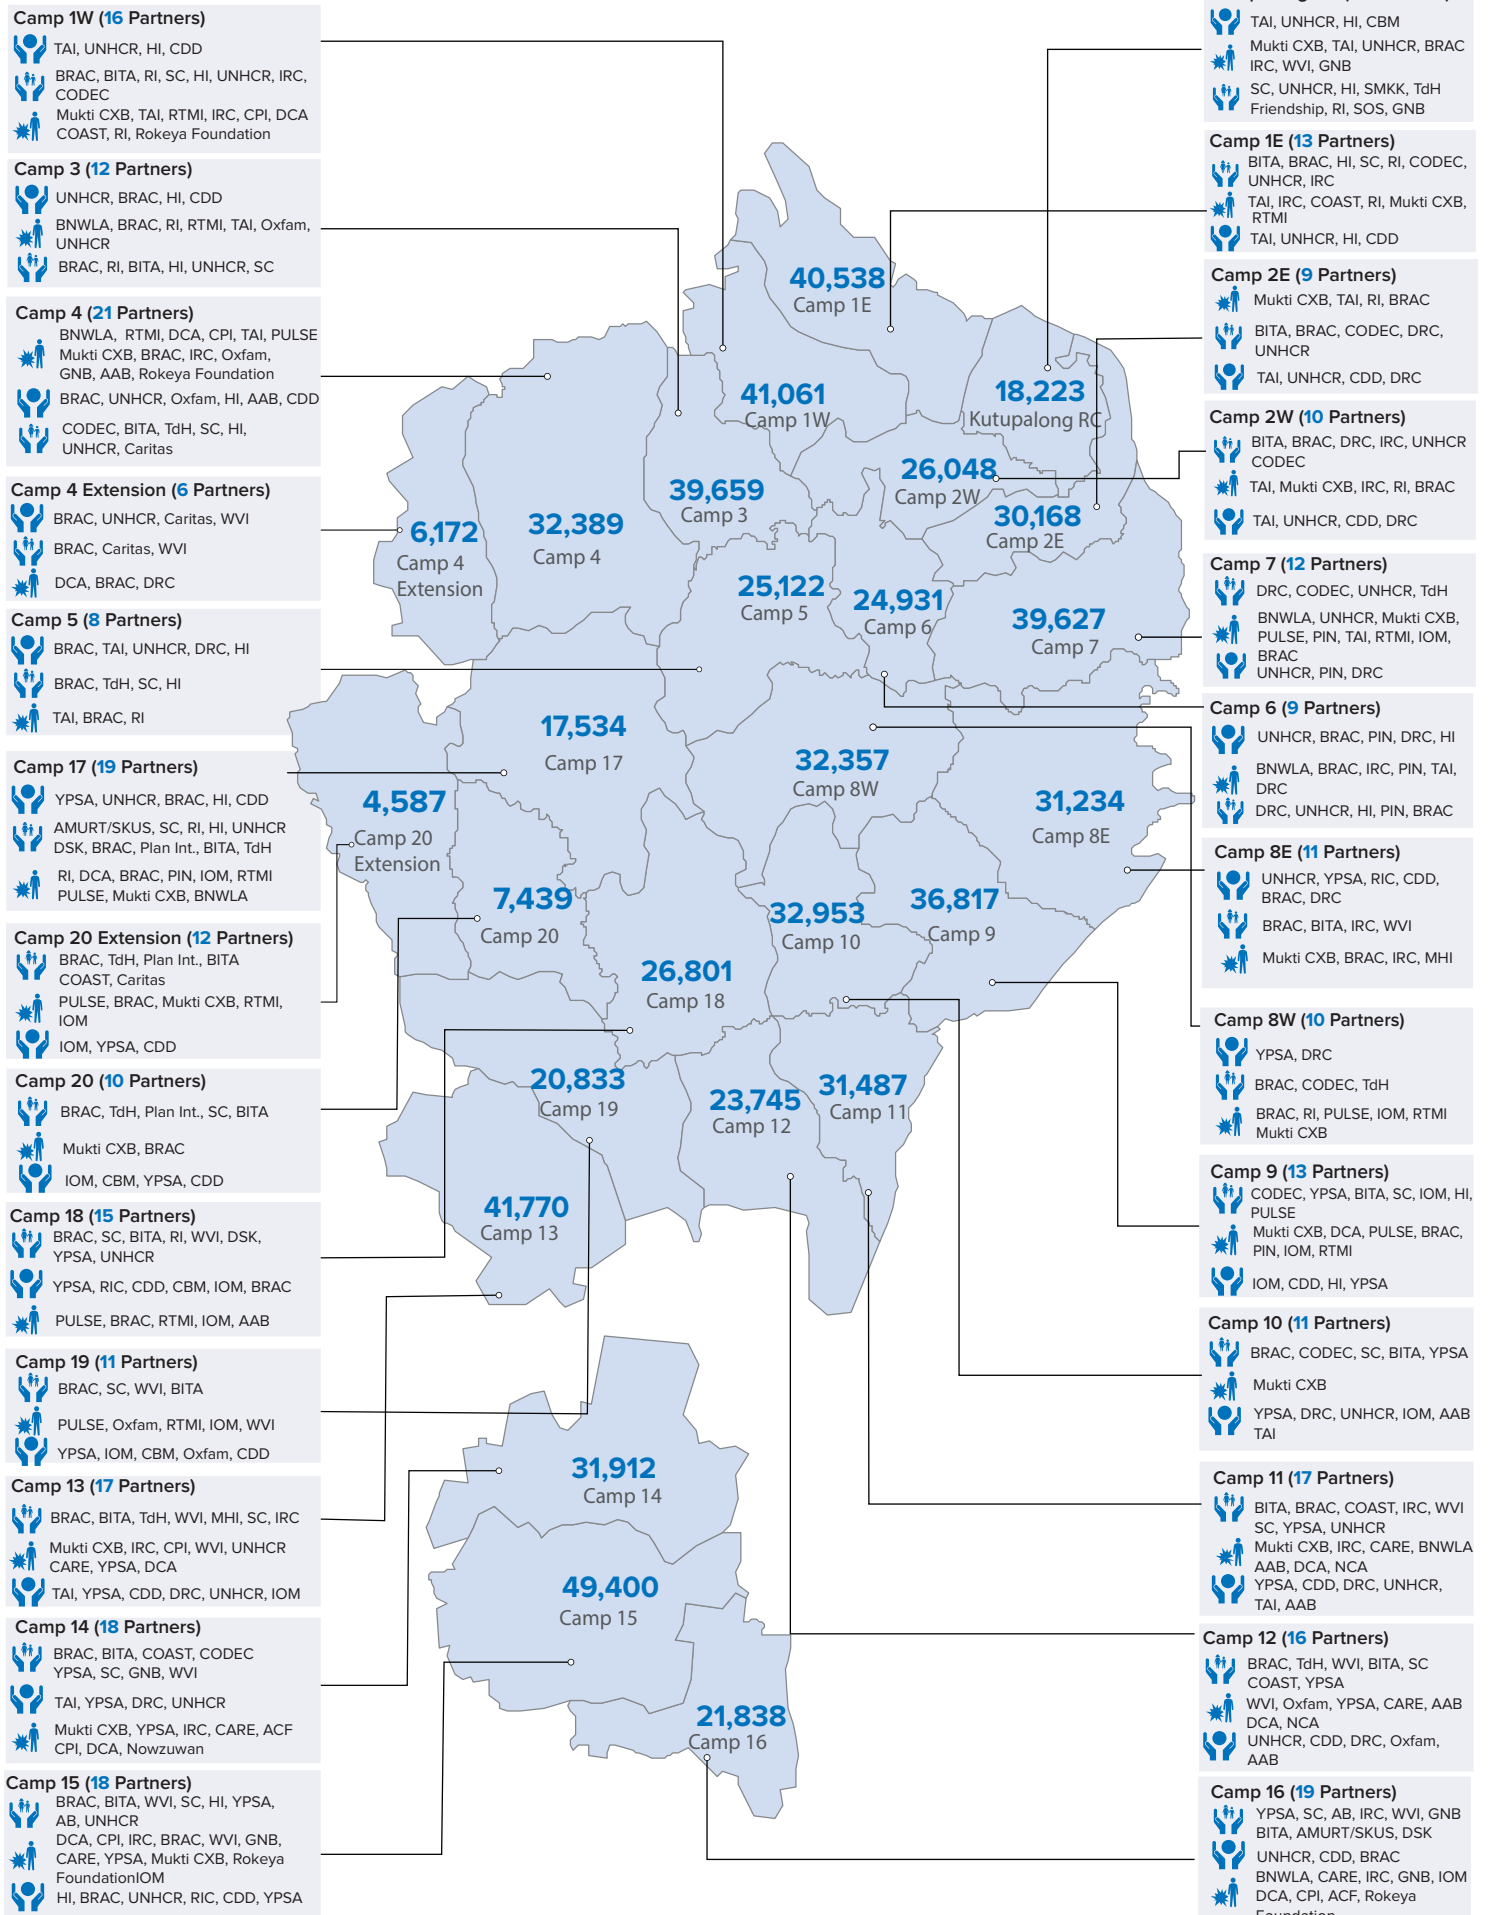 Camp 1W (16 Partners)
TAI, UNHCR, HI, CDD
BRAC, BITA, RI, SC, HI, UNHCR, IRC,
CODEC
Mukti CXB, TAI, RTMI, IRC, CPI, DCA
COAST, RI, Rokeya Foundation
Camp 3 (12 Partners)
UNHCR, BRAC, HI, CDD
BNWLA, BRAC, RI, RTMI, TAI, Oxfam,
UNHCR
BRAC, RI, BITA, HI, UNHCR, SC
Camp 4 (21 Partners)
BNWLA, RTMI, DCA, CPI, TAI, PULSE
Mukti CXB, BRAC, IRC, Oxfam,
GNB, AAB, Rokeya Foundation
BRAC, UNHCR, Oxfam, HI, AAB, CDD
CODEC, BITA, TdH, SC, HI,
UNHCR, Caritas
Camp 4 Extension (6 Partners)
BRAC, UNHCR, Caritas, WVI
BRAC, Caritas, WVI
DCA, BRAC, DRC
Camp 5 (8 Partners)
BRAC, TAI, UNHCR, DRC, HI
BRAC, TdH, SC, HI
TAI, BRAC, RI
Camp 17 (19 Partners)
YPSA, UNHCR, BRAC, HI, CDD
AMURT/SKUS, SC, RI, HI, UNHCR
DSK, BRAC, Plan Int., BITA, TdH
RI, DCA, BRAC, PIN, IOM, RTMI
PULSE, Mukti CXB, BNWLA
Camp 20 Extension (12 Partners)
BRAC, TdH, Plan Int., BITA
COAST, Caritas
PULSE, BRAC, Mukti CXB, RTMI,
IOM
IOM, YPSA, CDD
Camp 20 (10 Partners)
BRAC, TdH, Plan Int., SC, BITA
Mukti CXB, BRAC
IOM, CBM, YPSA, CDD
Camp 18 (15 Partners)
BRAC, SC, BITA, RI, WVI, DSK,
YPSA, UNHCR
YPSA, RIC, CDD, CBM, IOM, BRAC
PULSE, BRAC, RTMI, IOM, AAB
Camp 19 (11 Partners)
BRAC, SC, WVI, BITA
PULSE, Oxfam, RTMI, IOM, WVI
YPSA, IOM, CBM, Oxfam, CDD
Camp 13 (17 Partners)
BRAC, BITA, TdH, WVI, MHI, SC, IRC
Mukti CXB, IRC, CPI, WVI, UNHCR
CARE, YPSA, DCA
TAI, YPSA, CDD, DRC, UNHCR, IOM
Camp 14 (18 Partners)
BRAC, BITA, COAST, CODEC
YPSA, SC, GNB, WVI
TAI, YPSA, DRC, UNHCR
Mukti CXB, YPSA, IRC, CARE, ACF
CPI, DCA, Nowzuwan
Camp 15 (18 Partners)
BRAC, BITA, WVI, SC, HI, YPSA,
AB, UNHCR
DCA, CPI, IRC, BRAC, WVI, GNB,
CARE, YPSA, Mukti CXB, Rokeya
FoundationIOM
HI, BRAC, UNHCR, RIC, CDD, YPSA
40,538
Camp 1E
41,061
Camp 1W
18,223
Kutupalong RC
26,048
Camp 2W
39,659
Camp 3
30,168
Camp 2E
32,389
Camp 4
6,172
Camp 4
Extension
25,122
Camp 5
24,931
Camp 6
39,627
Camp 7
17,534
Camp 17
32,357
Camp 8W
31,234
Camp 8E
4,587
Camp 20
Extension
7,439
Camp 20
32,953
Camp 10
36,817
Camp 9
26,801
Camp 18
20,833
Camp 19
23,745
Camp 12
31,487
Camp 11
41,770
Camp 13
31,912
Camp 14
49,400
Camp 15
21,838
Camp 16
TAI, UNHCR, HI, CBM
Mukti CXB, TAI, UNHCR, BRAC
IRC, WVI, GNB
SC, UNHCR, HI, SMKK, TdH
Friendship, RI, SOS, GNB
Camp 1E (13 Partners)
BITA, BRAC, HI, SC, RI, CODEC,
UNHCR, IRC
TAI, IRC, COAST, RI, Mukti CXB,
RTMI
TAI, UNHCR, HI, CDD
Camp 2E (9 Partners)
Mukti CXB, TAI, RI, BRAC
BITA, BRAC, CODEC, DRC,
UNHCR
TAI, UNHCR, CDD, DRC
Camp 2W (10 Partners)
BITA, BRAC, DRC, IRC, UNHCR
CODEC
TAI, Mukti CXB, IRC, RI, BRAC
TAI, UNHCR, CDD, DRC
Camp 7 (12 Partners)
DRC, CODEC, UNHCR, TdH
BNWLA, UNHCR, Mukti CXB,
PULSE, PIN, TAI, RTMI, IOM,
BRAC
UNHCR, PIN, DRC
Camp 6 (9 Partners)
UNHCR, BRAC, PIN, DRC, HI
BNWLA, BRAC, IRC, PIN, TAI,
DRC
DRC, UNHCR, HI, PIN, BRAC
Camp 8E (11 Partners)
UNHCR, YPSA, RIC, CDD,
BRAC, DRC
BRAC, BITA, IRC, WVI
Mukti CXB, BRAC, IRC, MHI
Camp 8W (10 Partners)
YPSA, DRC
BRAC, CODEC, TdH
BRAC, RI, PULSE, IOM, RTMI
Mukti CXB
Camp 9 (13 Partners)
CODEC, YPSA, BITA, SC, IOM, HI,
PULSE
Mukti CXB, DCA, PULSE, BRAC,
PIN, IOM, RTMI
IOM, CDD, HI, YPSA
Camp 10 (11 Partners)
BRAC, CODEC, SC, BITA, YPSA
Mukti CXB
YPSA, DRC, UNHCR, IOM, AAB
TAI
Camp 11 (17 Partners)
BITA, BRAC, COAST, IRC, WVI
SC, YPSA, UNHCR
Mukti CXB, IRC, CARE, BNWLA
AAB, DCA, NCA
YPSA, CDD, DRC, UNHCR,
TAI, AAB
Camp 12 (16 Partners)
BRAC, TdH, WVI, BITA, SC
COAST, YPSA
WVI, Oxfam, YPSA, CARE, AAB
DCA, NCA
UNHCR, CDD, DRC, Oxfam,
AAB
Camp 16 (19 Partners)
YPSA, SC, AB, IRC, WVI, GNB
BITA, AMURT/SKUS, DSK
UNHCR, CDD, BRAC
BNWLA, CARE, IRC, GNB, IOM
DCA, CPI, ACF, Rokeya